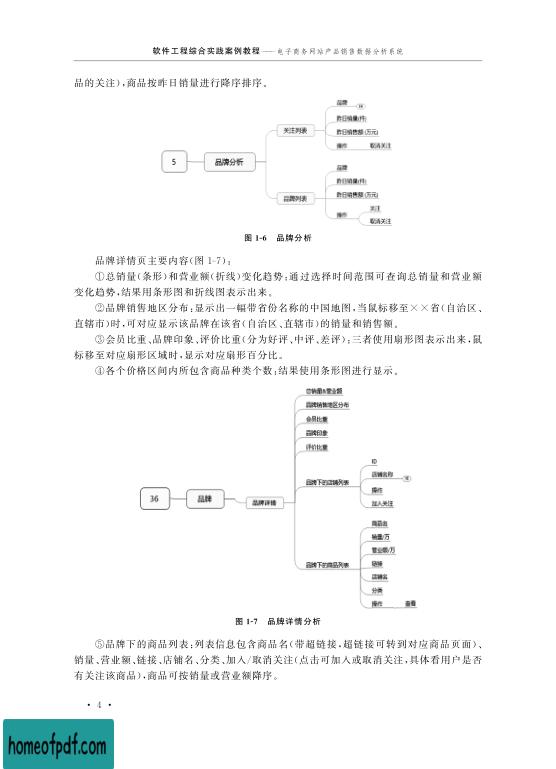 软件工程综合实践案例教程——电子商务网站产品销售数据分析系统
品的关注),商品按昨日销量进行降序排序。
5
品牌分析
关注列表
品牌
昨日销量(件)
昨日销售额(万元)
操作
取消关注
品牌列表
品牌
昨日销量(件)
昨日销售额(万元)
操作
关注
取消关注
图 1-6 品牌分析
品牌详情页主要内容(图 1-7):
①总销量(条形)和营业额(折线)变化趋势:通过选择时间范围可查询总销量和营业额
变化趋势,结果用条形图和折线图表示出来。
②品牌销售地区分布:显示出一幅带省份名称的中国地图,当鼠标移至××省(自治区、
直辖市)时,可对应显示该品牌在该省(自治区、直辖市)的销量和销售额。
③会员比重、品牌印象、评价比重(分为好评、中评、差评):三者使用扇形图表示出来,鼠
标移至对应扇形区域时,显示对应扇形百分比。
④各个价格区间内所包含商品种类个数:结果使用条形图进行显示。
36
品牌
品牌详情
总销量&营业额
品牌销售地区分布
会员比重
品牌印象
评价比重
品牌下的店铺列表
ID
店铺名称
操作
加入关注
品牌下的商品列表
商品名
销量/万
营业额/万
链接
店铺名
分类
操作
查看
图 1-7 品牌详情分析
⑤品牌下的商品列表:列表信息包含商品名(带超链接,超链接可转到对应商品页面)、
销量、营业额、链接、店铺名、分类、加入/取消关注(点击可加入或取消关注,具体看用户是否
有关注该商品),商品可按销量或营业额降序。
• 4 •
homeofpdf.com